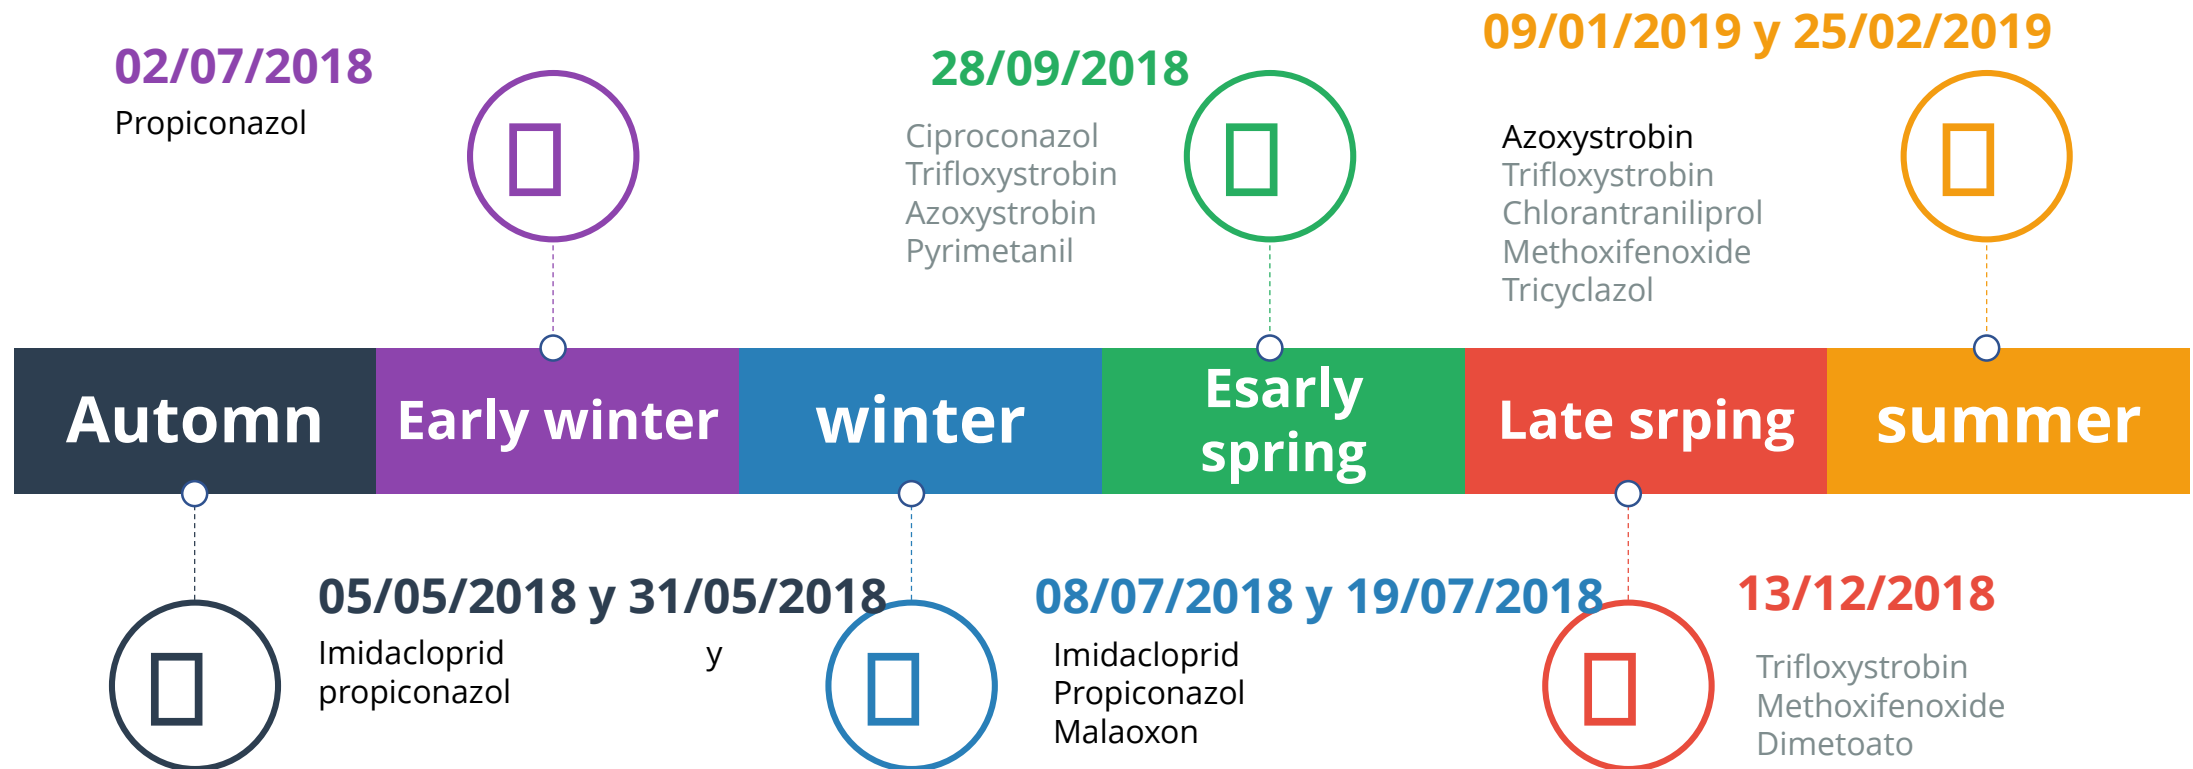 09/01/2019 y 25/02/2019
02/07/2018
28/09/2018
Propiconazol
Ciproconazol
Trifloxystrobin
Azoxystrobin
Pyrimetanil
Azoxystrobin
Trifloxystrobin
Chlorantraniliprol
Methoxifenoxide
Tricyclazol
Automn
Early winter
winter
Esarly
spring
Late srping
summer
05/05/2018 y 31/05/2018
Imidacloprid y
propiconazol
08/07/2018 y 19/07/2018
Imidacloprid
Propiconazol
Malaoxon
13/12/2018
Trifloxystrobin
Methoxifenoxide
Dimetoato